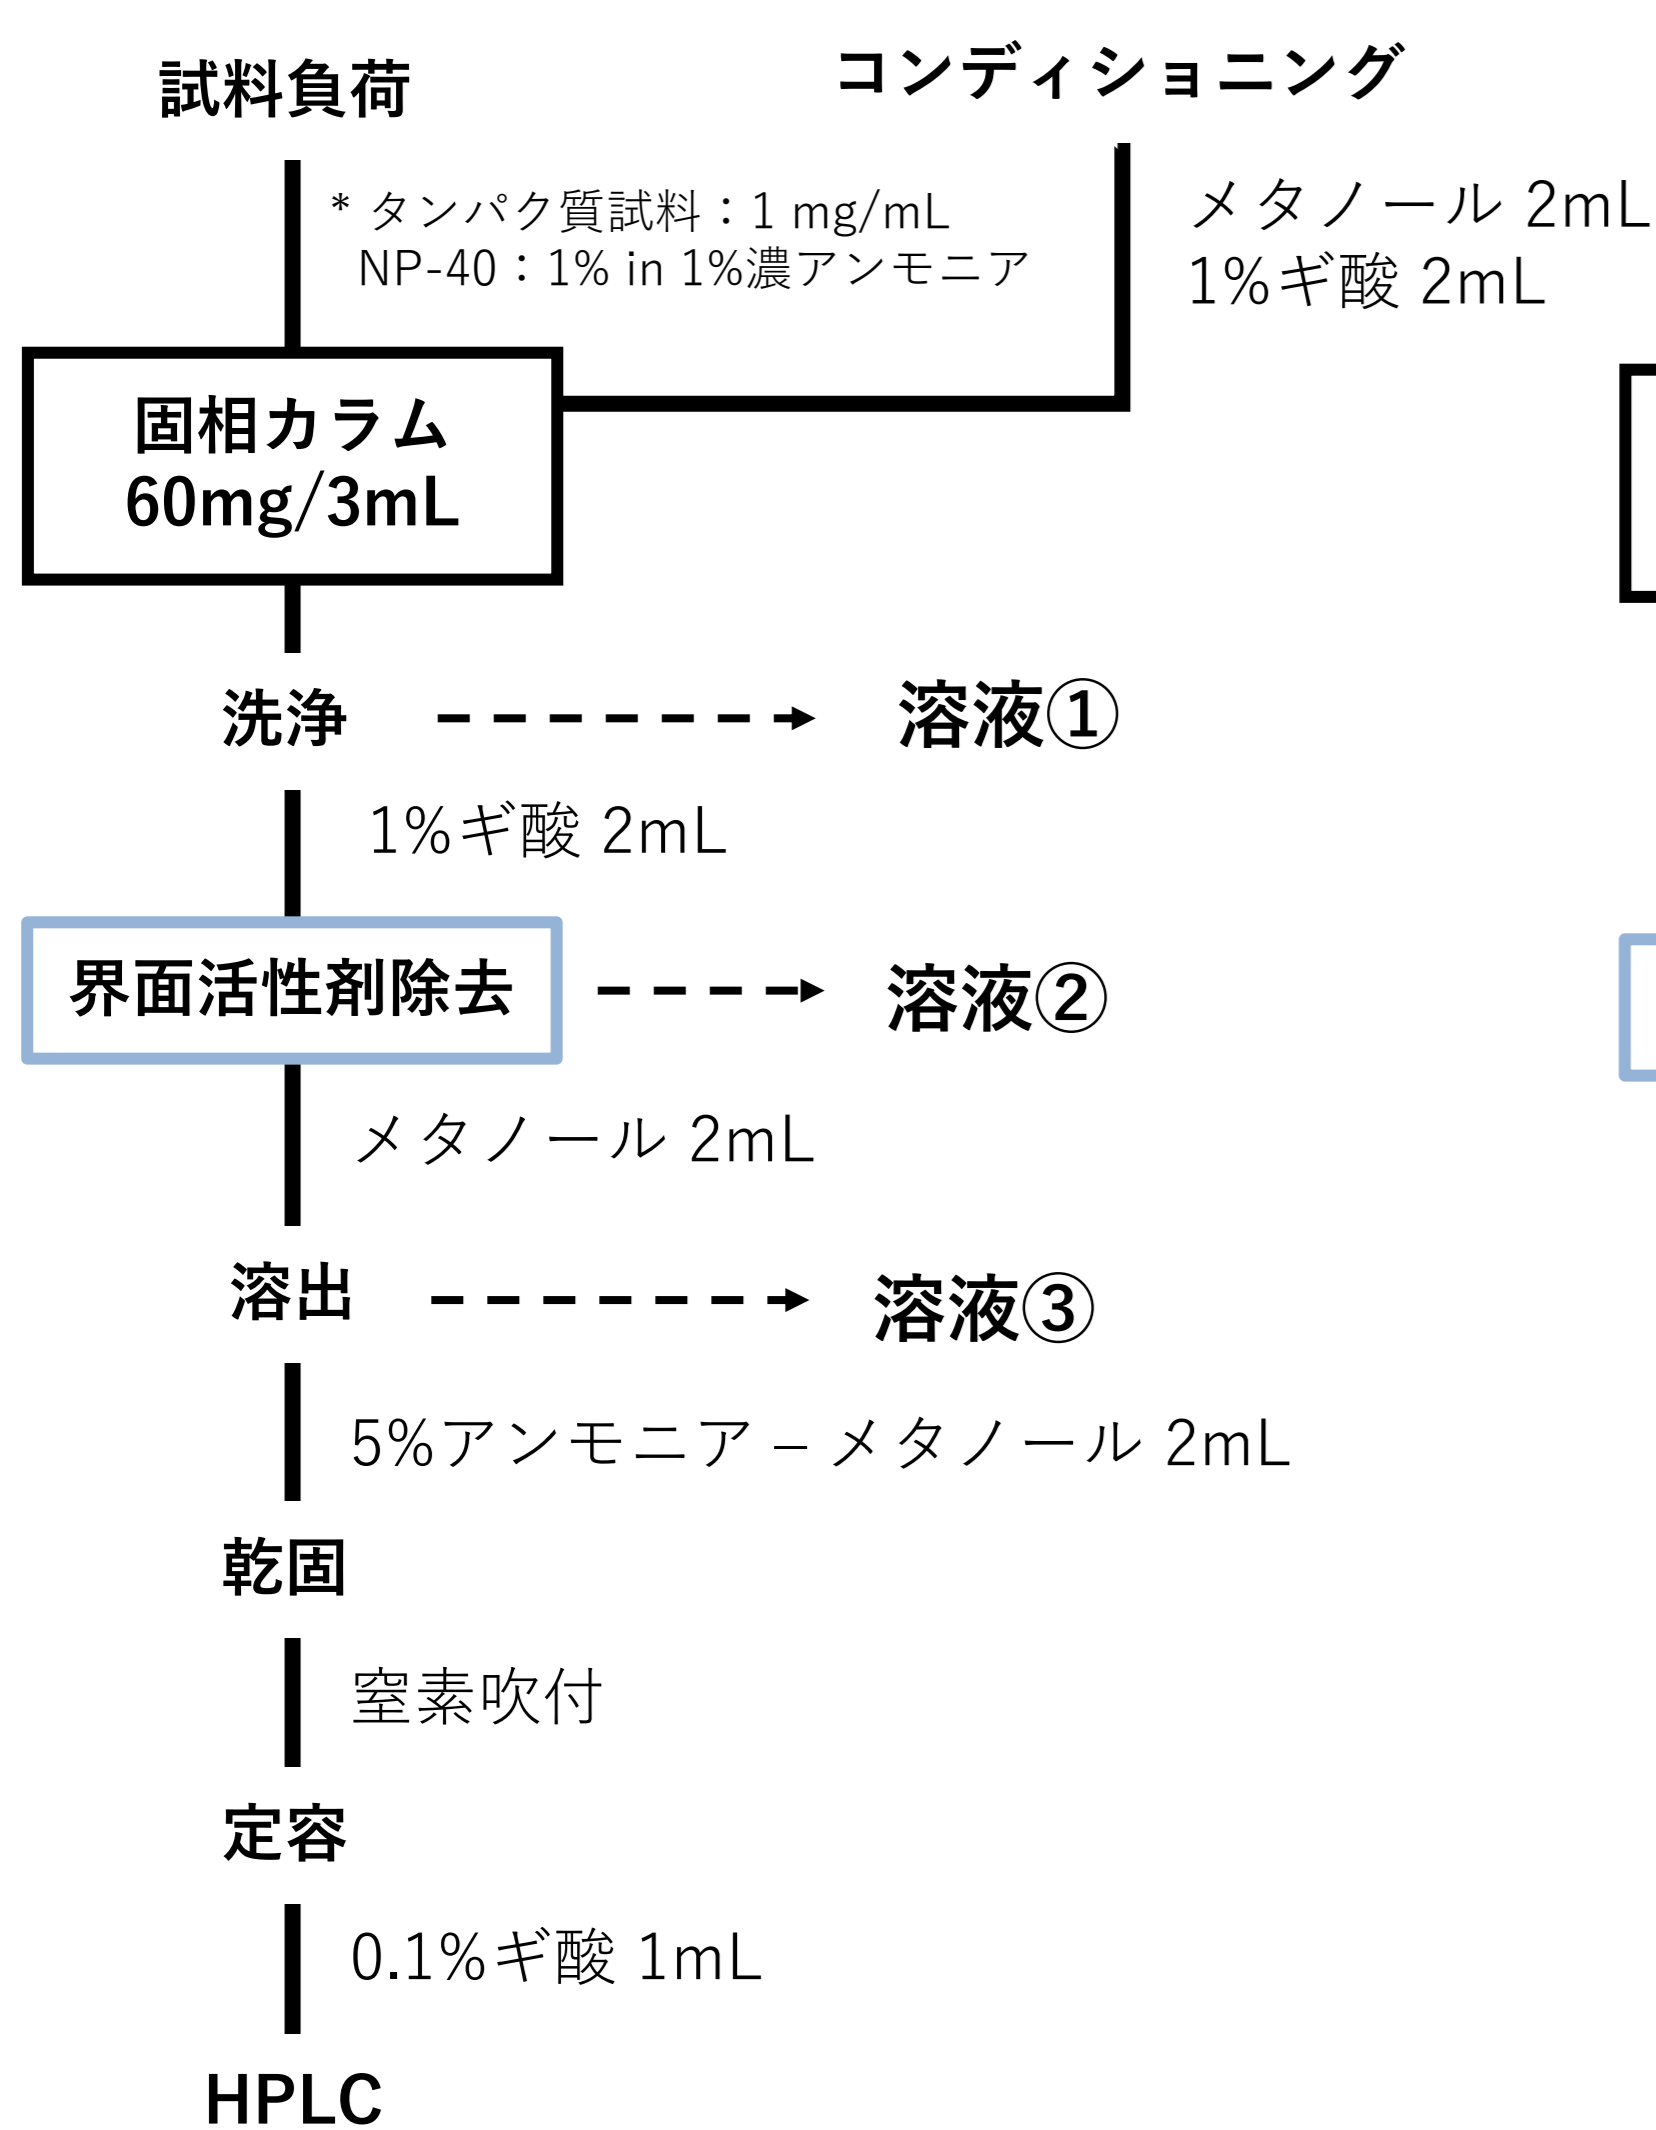 試料負荷
コンディショニング
* タンパク質試料：1 mg/mL
NP-40：1% in 1%濃アンモニア
メタノール 2mL
1%ギ酸 2mL
固相カラム
60mg/3mL
洗浄
溶液①
1%ギ酸 2mL
界面活性剤除去
溶液②
メタノール 2mL
溶出
溶液③
5%アンモニア – メタノール 2mL
乾固
窒素吹付
定容
0.1%ギ酸 1mL
HPLC